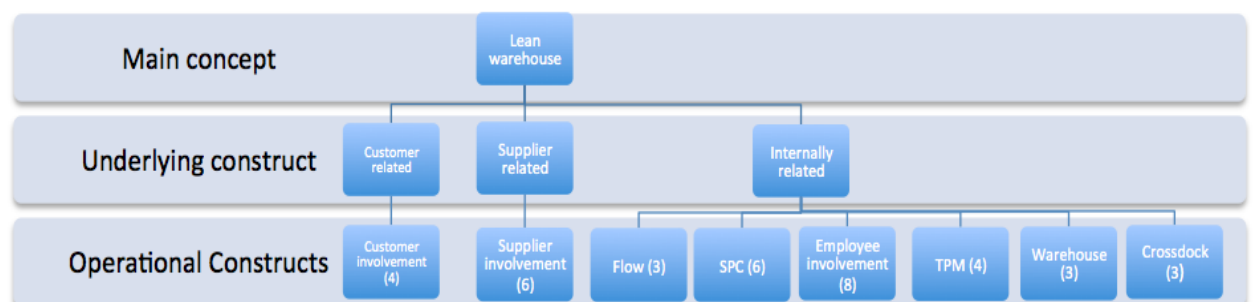 Main concept
Lean
warehouse
Underlying construct
Customer
related
Supplier
related
Internally
related
Operational Constructs
Customer
involvement
(4)
Supplier
involvement
(6)
Flow (3)
SPC (6)
Employee
involvement
(8)
TPM (4)
Warehouse
(3)
Crossdock
(3)